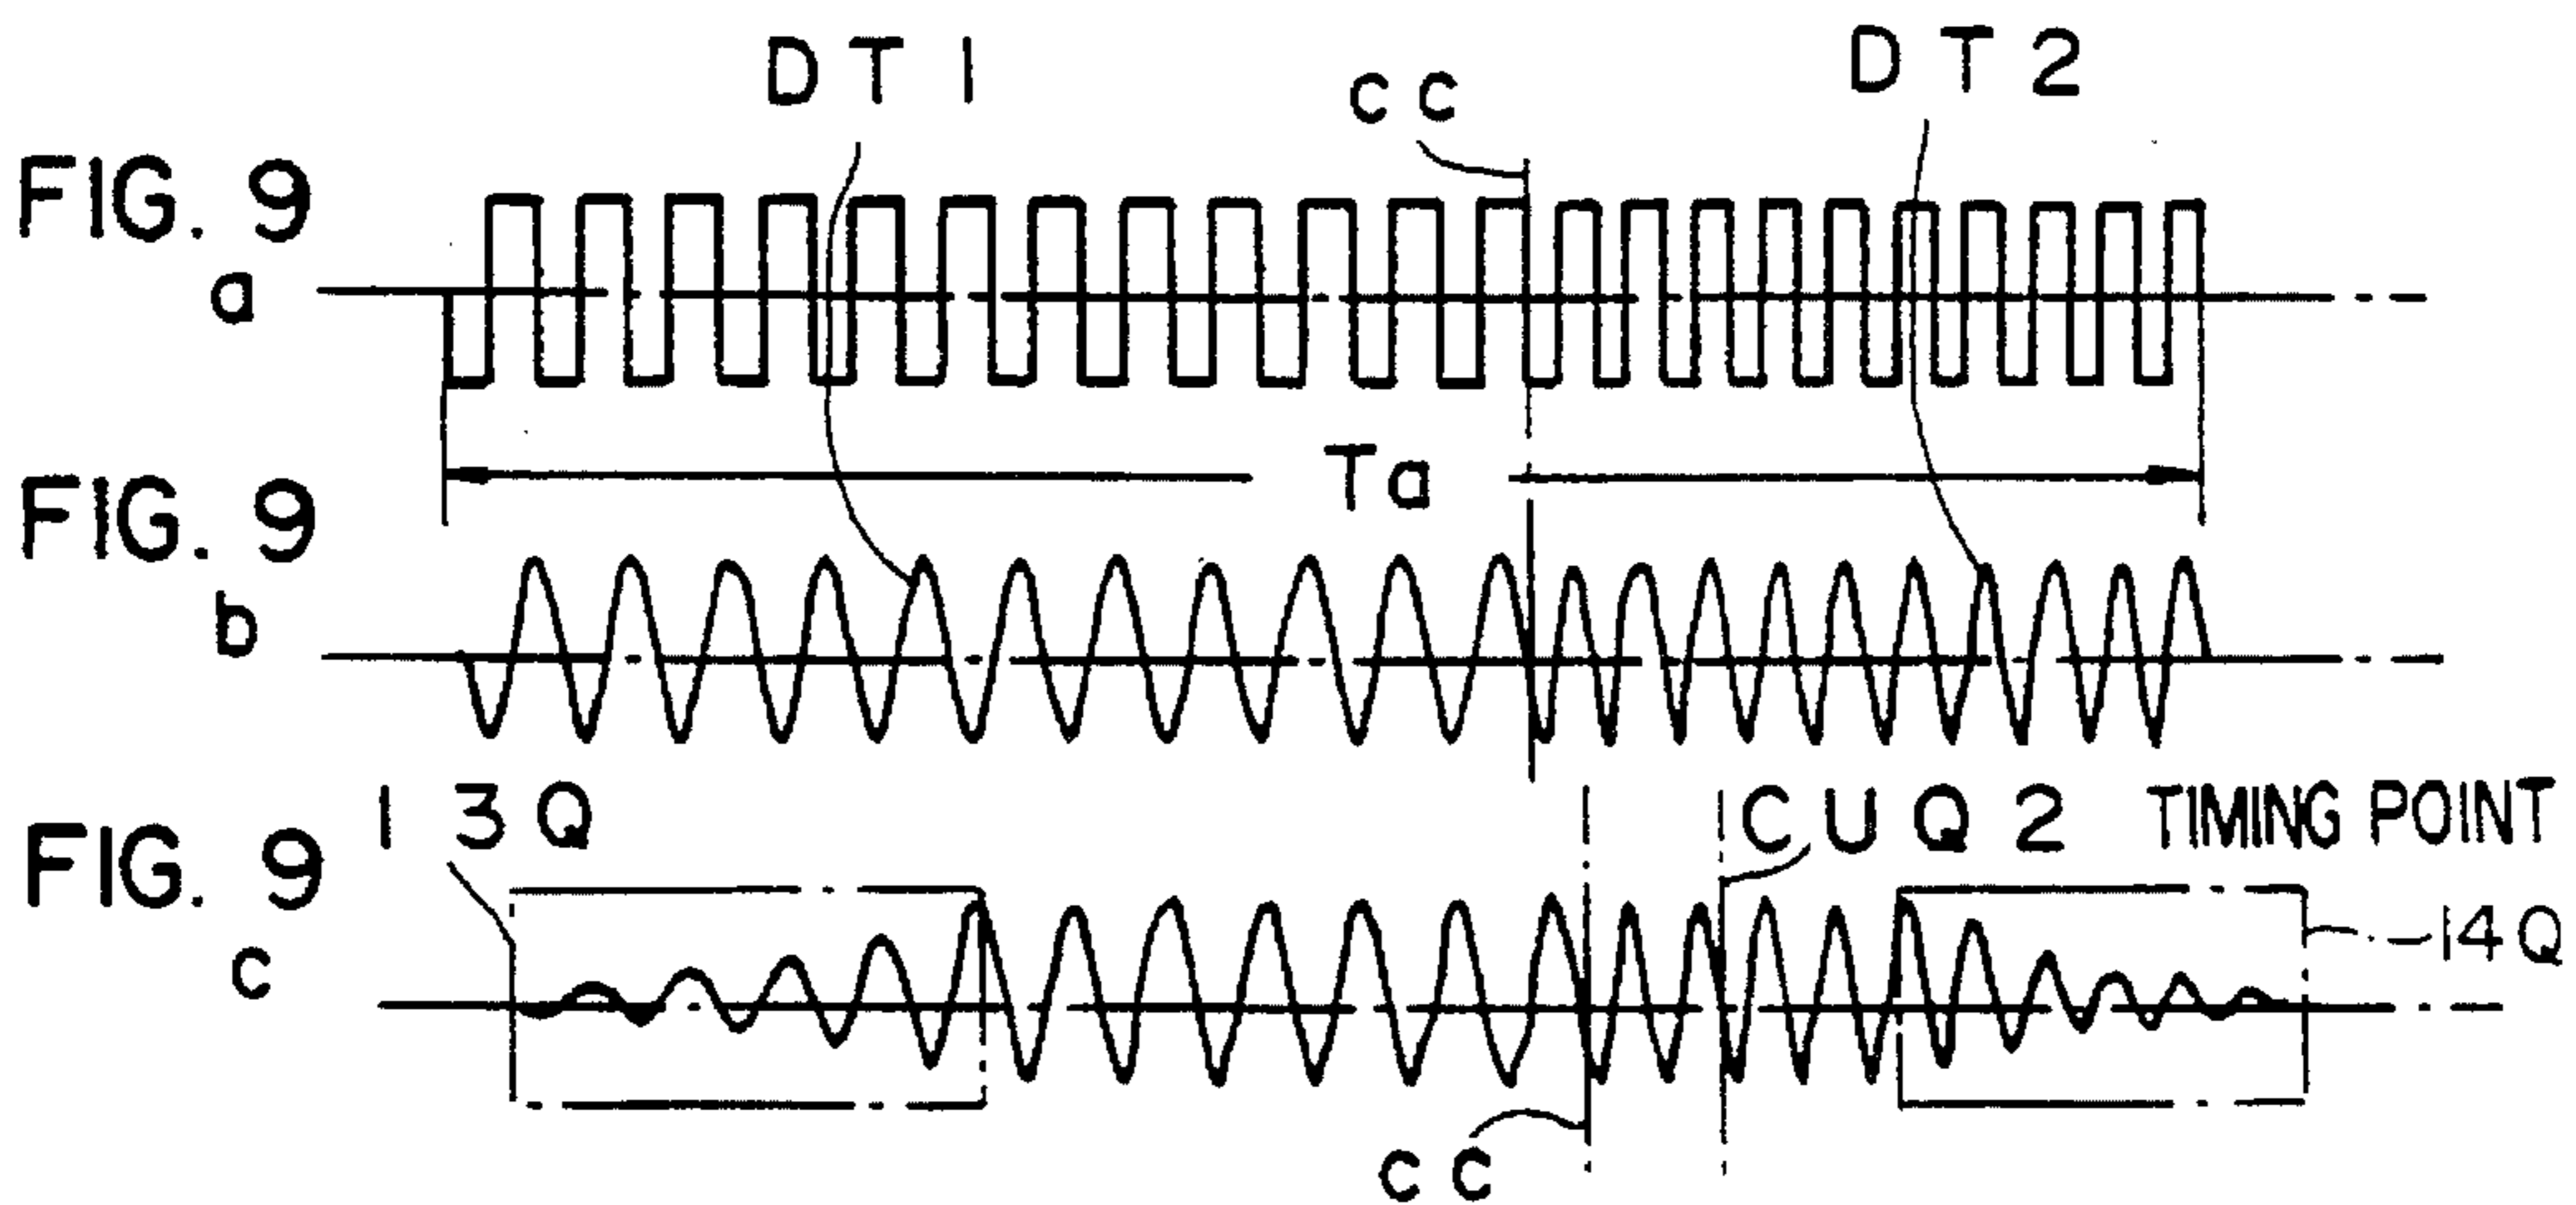 DT1
cc
DT2
FIG. 9
a
Ta
FIG. 9
b
13Q
CUQ2 TIMING POINT
FIG. 9
c
14Q
cc